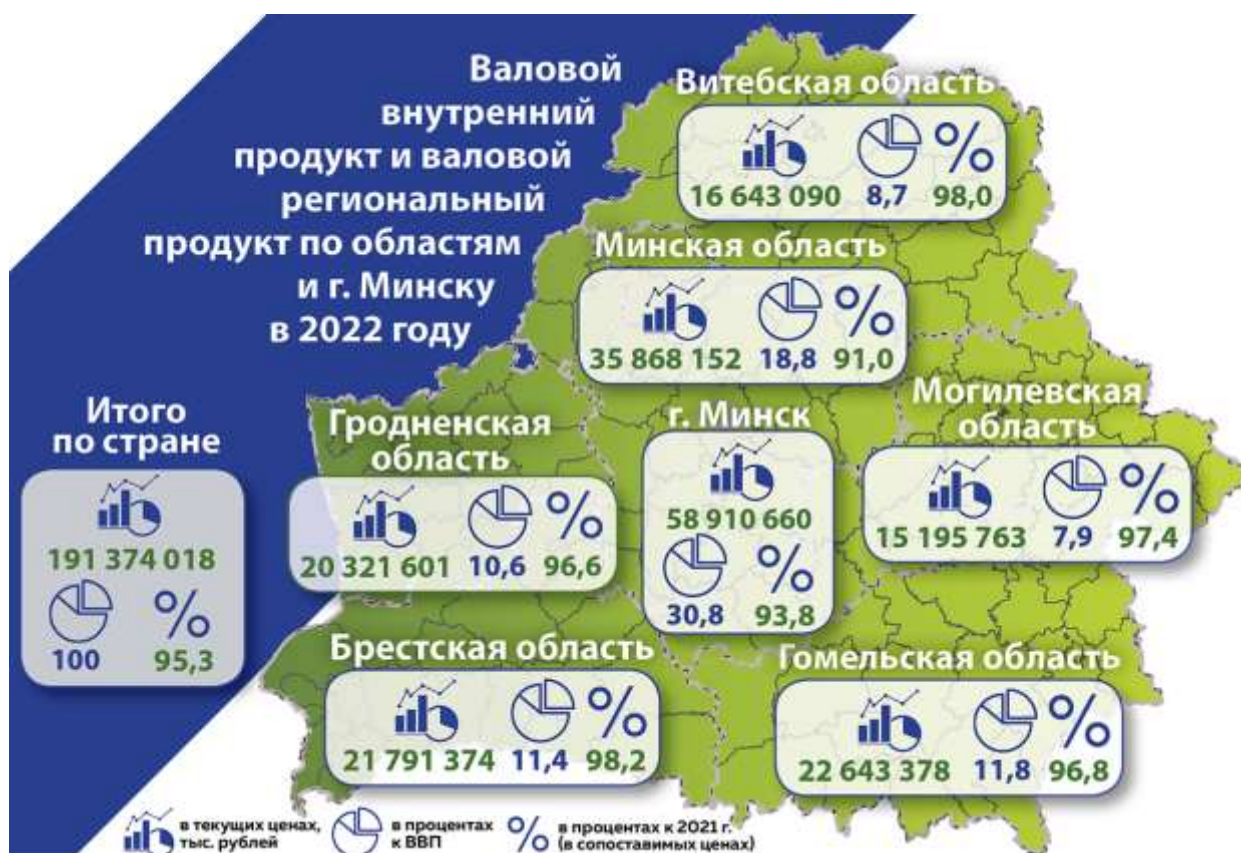 Валовой
внутренний
продукт и валовой
региональный
продукт по областям
и г. Минску
в 2022 году
Витебская область
16 643 090 8,7 98,0
Минская область
35 868 152 18,8 91,0
Могилевская
область
15 195 763 7,9 97,4
г. Минск
58 910 660
30,8 93,8
Гродненская
область
20 321 601 10,6 96,6
Итого
по стране
191 374 018
100 95,3
Брестская область
21 791 374 11,4 98,2
Гомельская область
22 643 378 11,8 96,8
в текущих ценах,
тыс. рублей
в процентах
к ВВП
в процентах к 2021 г.
(в сопоставимых ценах)